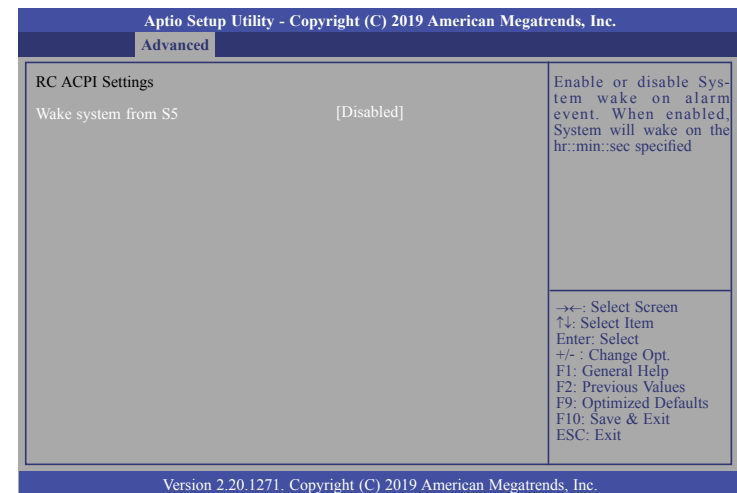 Aptio Setup Utility - Copyright (C) 2019 American Megatrends, Inc.
Advanced
RC ACPI Settings
Wake system from S5 [Disabled]
Enable or disable Sys-
tem wake on alarm
event. When enabled,
System will wake on the
hr::min::sec specified
→←: Select Screen
↑↓: Select Item
Enter: Select
+/- : Change Opt.
F1: General Help
F2: Previous Values
F9: Optimized Defaults
F10: Save & Exit
ESC: Exit
Version 2.20.1271. Copyright (C) 2019 American Megatrends, Inc.